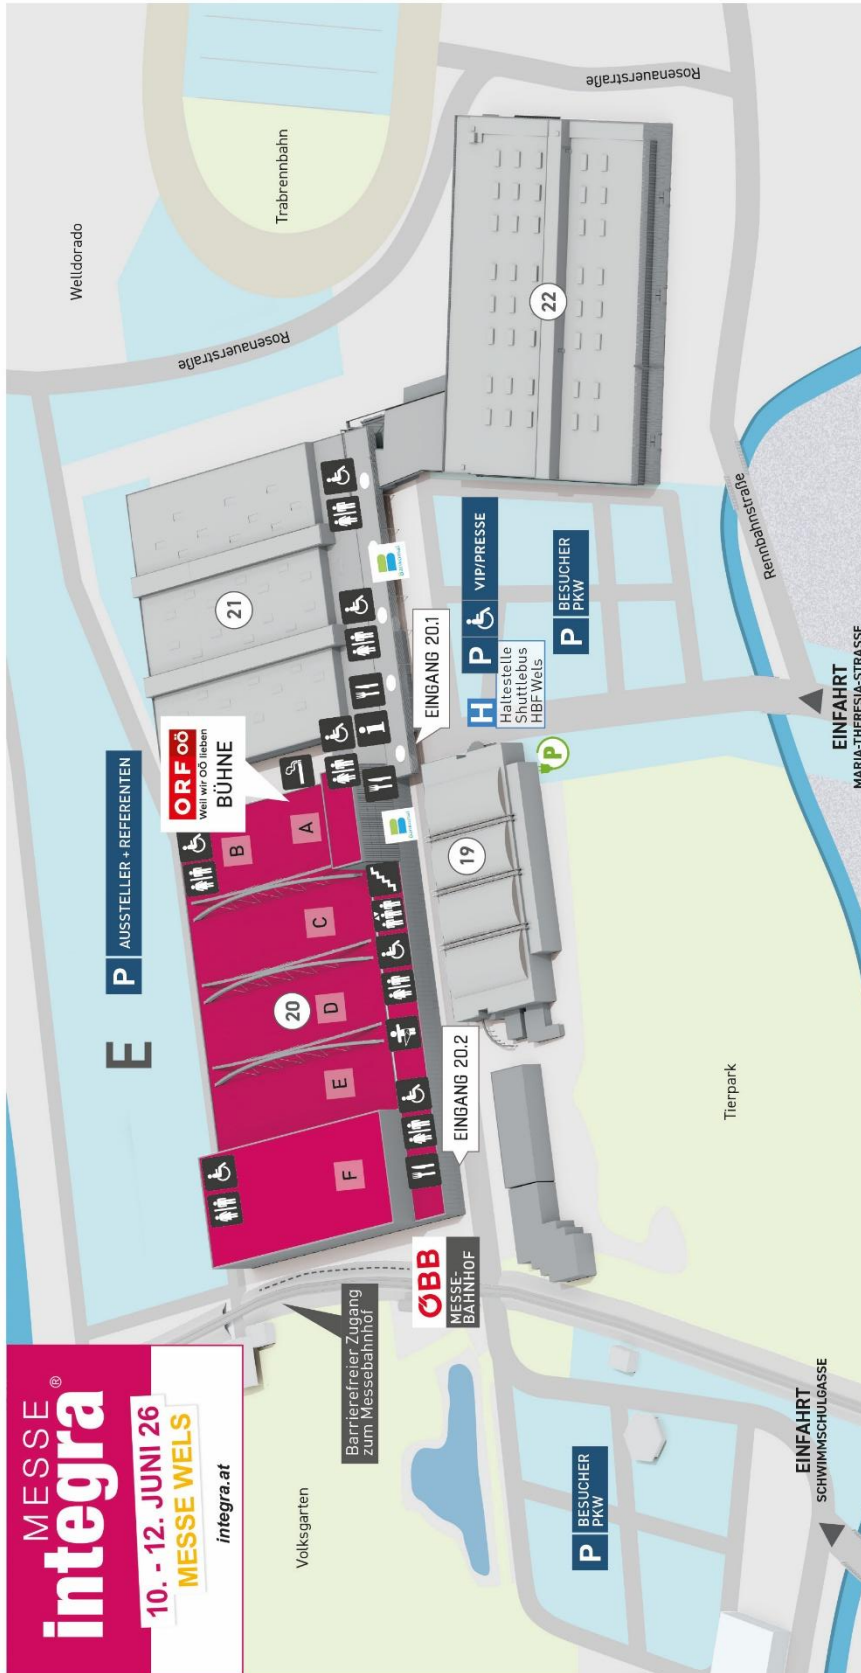 MESSE
integra®
10. - 12. JUNI 26
MESSE WELS
integra.at
Volksgarten
Barrierefreier Zugang
zum Messebahnhof
ÖBB
MESSE-
BAHNHOF
P BESUCHER
PKW
EINFAHRT
SCHWIMMSCHULGASSE
E
P AUSSTELLER + REFERENTEN
ORF OÖ
Weil wir OÖ lieben
BÜHNE
F
E
D
20
C
B
A
EINGANG 20.2
Tierpark
19
21
i
EINGANG 20.1
H
Haltestelle
Shuttlebus
HBF Wels
P VIP/PRESSE
P BESUCHER
PKW
P
EINFAHRT
MARIA-THERESIA-STRASSE
Rennbahnstraße
22
Welldorado
Trabrennbahn
Rosenauerstraße
Rosenauerstraße